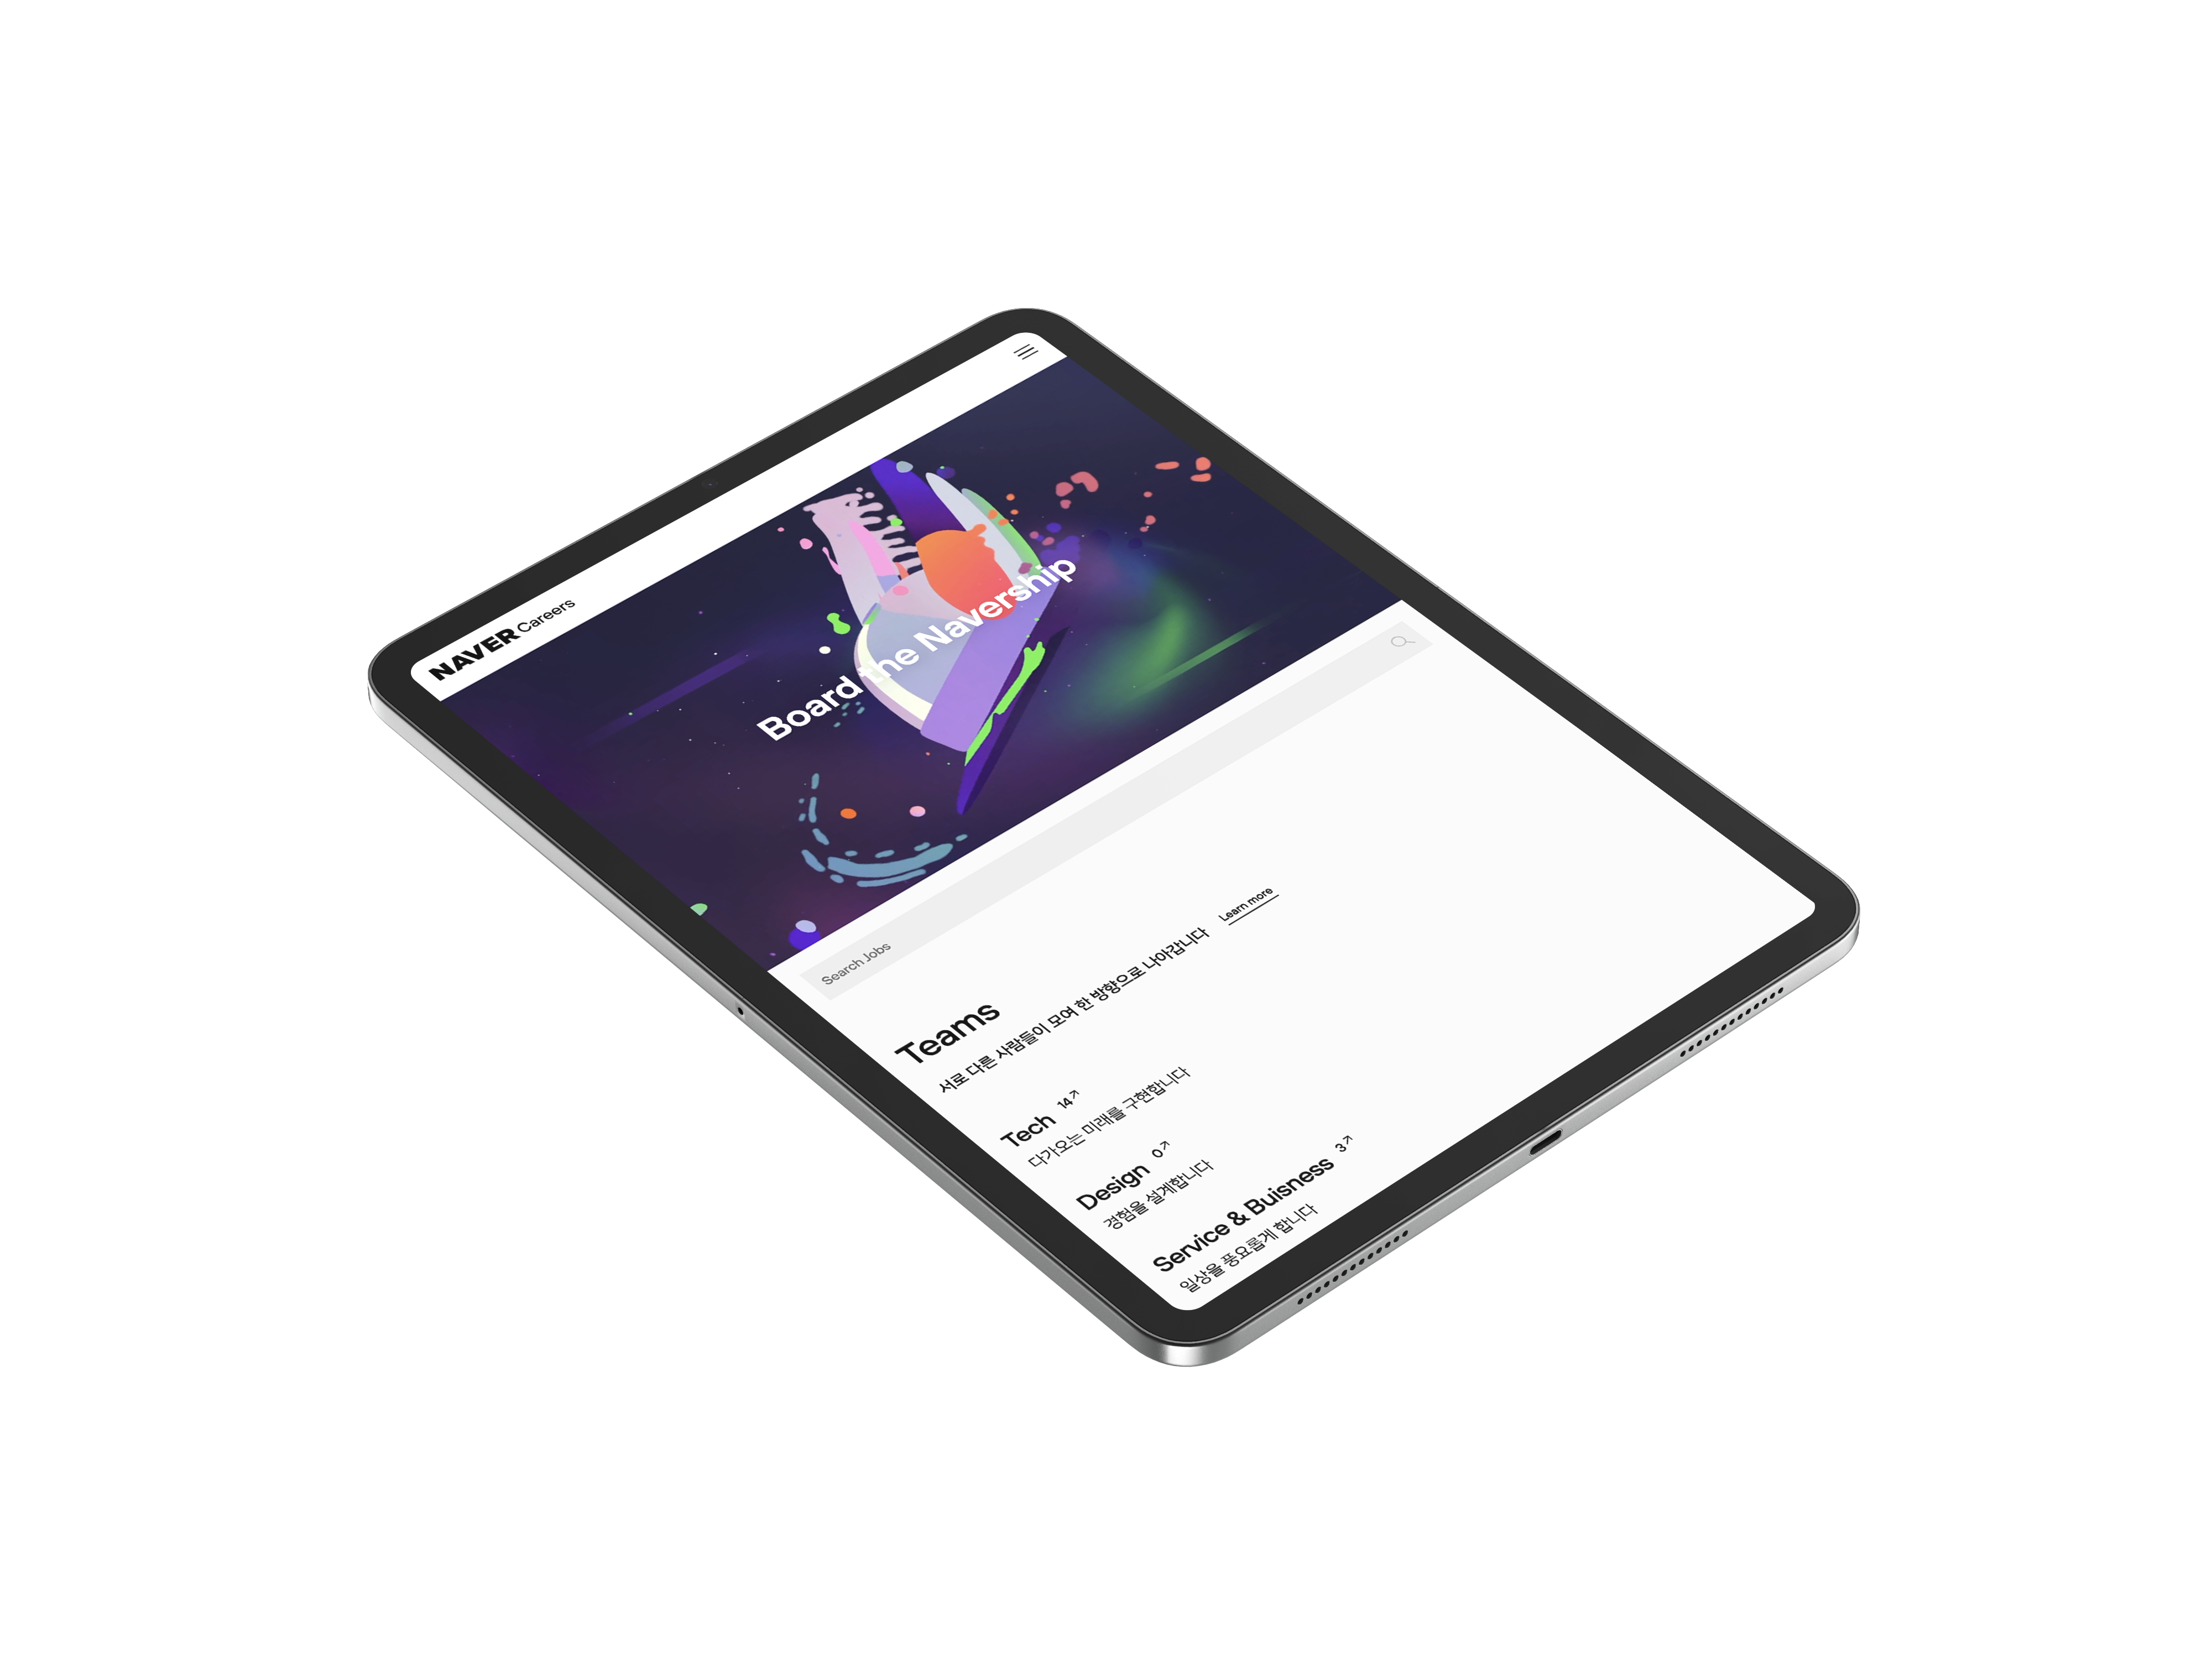 NAVER Careers
Board the Navership
Search Jobs
Teams
서로 다른 사람들이 모여 한 방향으로 나아갑니다 Learn more
Tech 14↗
다가오는 미래를 구현합니다
Design 0↗
경험을 설계합니다
Service & Buisness 3↗
일상을 풍요롭게 합니다